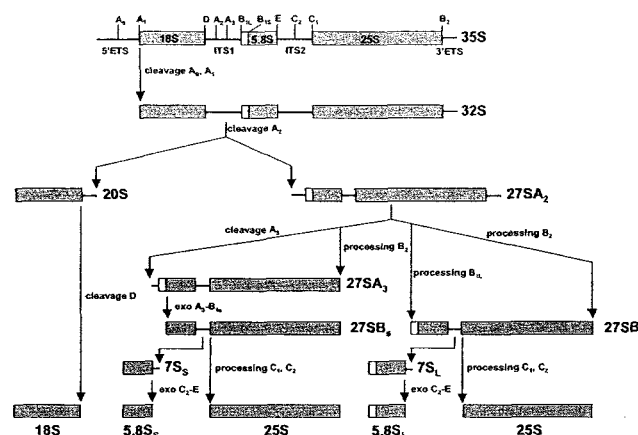 A₀ A₁ D A₂ A₃ B₁L B₁S E C₂ C₁ B₂
18S 5.8S 25S 35S
5'ETS ITS1 ITS2 3'ETS
cleavage A₀, A₁
32S
cleavage A₂
20S 27SA₂
cleavage A₃
processing B₂
processing B₁L
processing B₂
cleavage D
27SA₃
exo A₃-B₁s
27SBₛ 27SB
7Sₛ processing C₁, C₂ 7S_L processing C₁, C₂
exo C₂-E exo C₂-E
18S 5.8Sₛ 25S 5.8S_L 25S